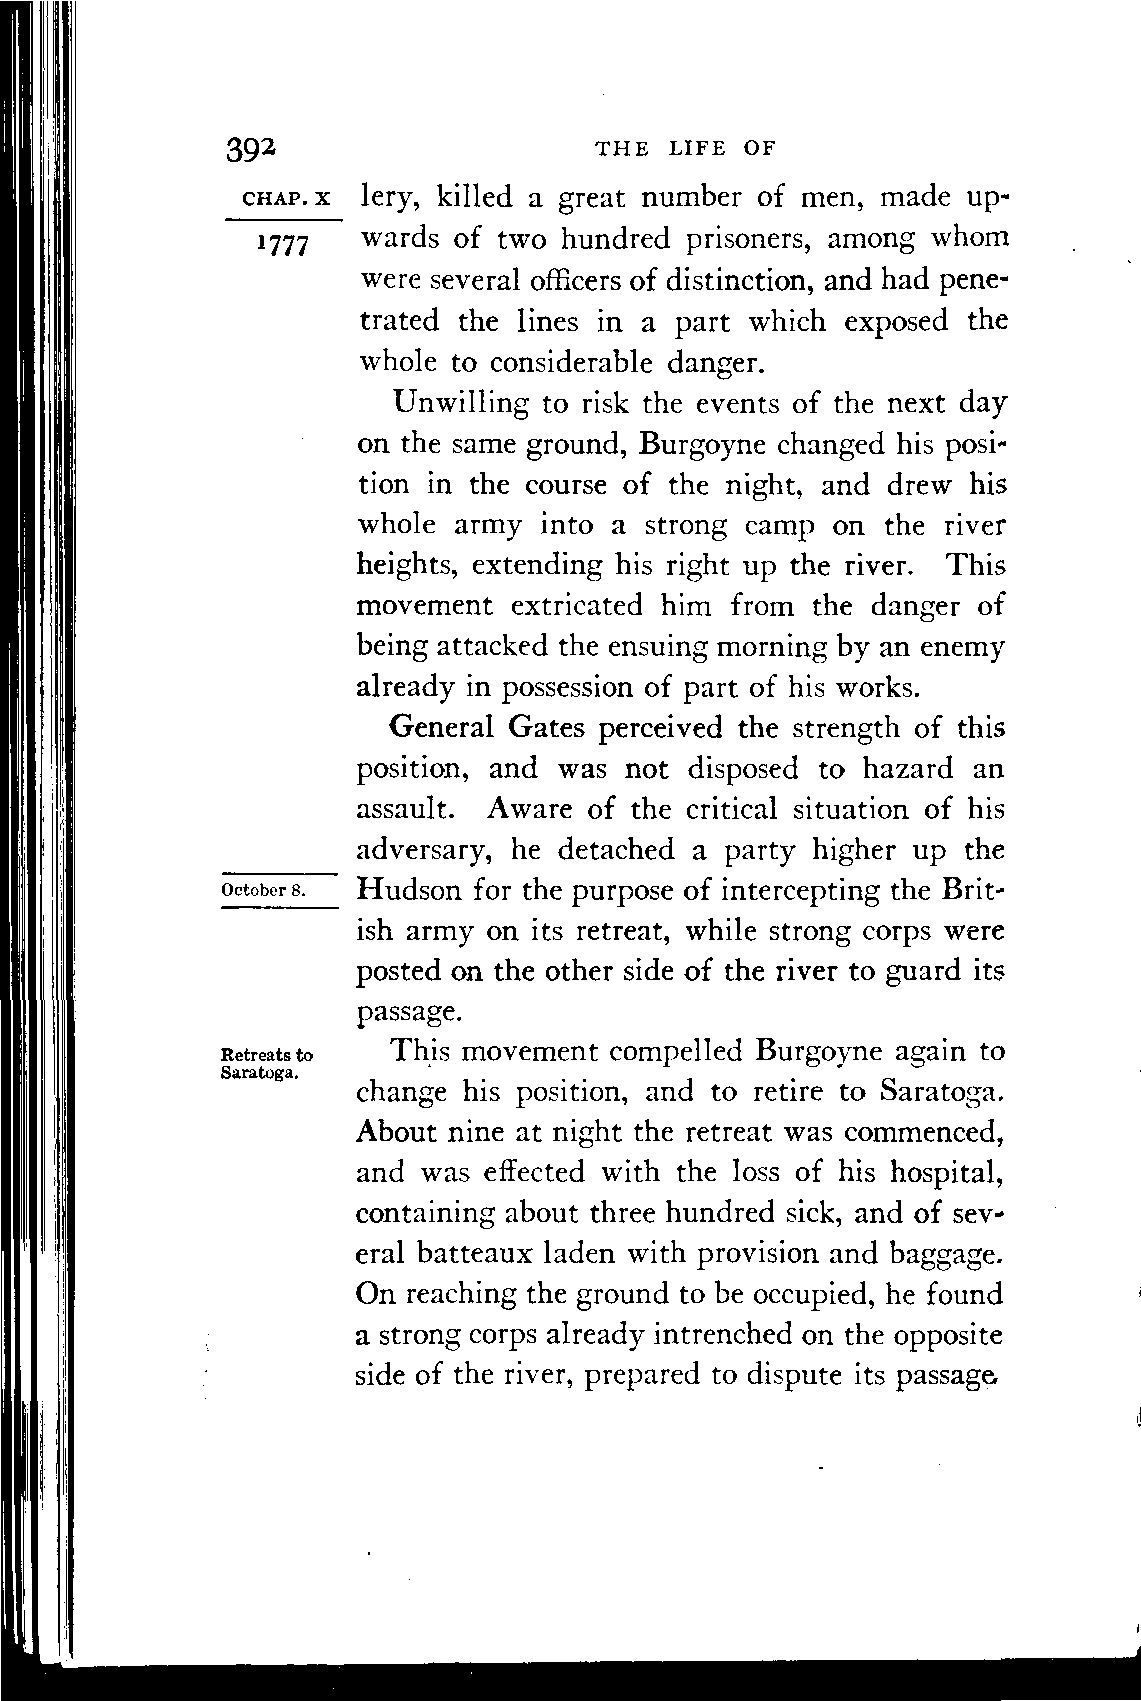 392
THE LIFE OF
CHAP. X
1777
lery, killed a great number of men, made up-
wards of two hundred prisoners, among whom
were several officers of distinction, and had pene-
trated the lines in a part which exposed the
whole to considerable danger.
Unwilling to risk the events of the next day
on the same ground, Burgoyne changed his posi-
tion in the course of the night, and drew his
whole army into a strong camp on the river
heights, extending his right up the river. This
movement extricated him from the danger of
being attacked the ensuing morning by an enemy
already in possession of part of his works.
General Gates perceived the strength of this
position, and was not disposed to hazard an
assault. Aware of the critical situation of his
adversary, he detached a party higher up the
October 8.
Hudson for the purpose of intercepting the Brit-
ish army on its retreat, while strong corps were
posted on the other side of the river to guard its
passage.
Retreats to
Saratoga.
This movement compelled Burgoyne again to
change his position, and to retire to Saratoga.
About nine at night the retreat was commenced,
and was effected with the loss of his hospital,
containing about three hundred sick, and of sev-
eral batteaux laden with provision and baggage.
On reaching the ground to be occupied, he found
a strong corps already intrenched on the opposite
side of the river, prepared to dispute its passage.